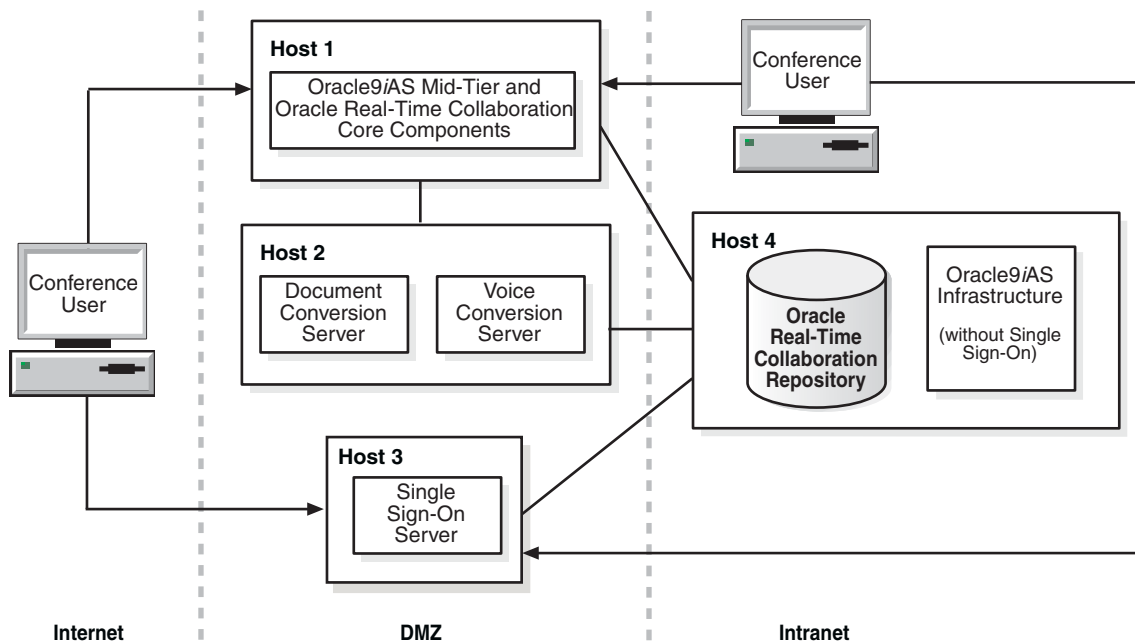 Host 1
Oracle9iAS Mid-Tier and
Oracle Real-Time Collaboration
Core Components
Conference
User
Conference
User
Host 2
Document
Conversion
Server
Voice
Conversion
Server
Host 4
Oracle
Real-Time
Collaboration
Repository
Oracle9iAS
Infrastructure
(without Single
Sign-On)
Host 3
Single
Sign-On
Server
Internet
DMZ
Intranet